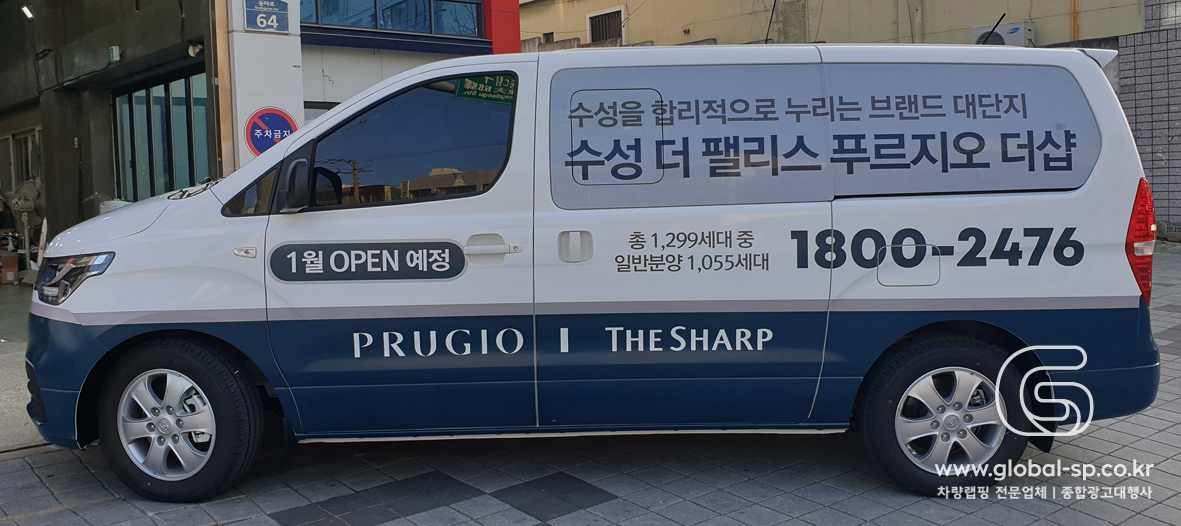 64
주차금지
수성을 합리적으로 누리는 브랜드 대단지
수성 더 팰리스 푸르지오 더샵
1월 OPEN 예정
총 1,299세대 중
일반분양 1,055세대
1800-2476
PRUGIO | THE SHARP
www.global-sp.co.kr
차량랩핑 전문업체 | 종합광고대행사